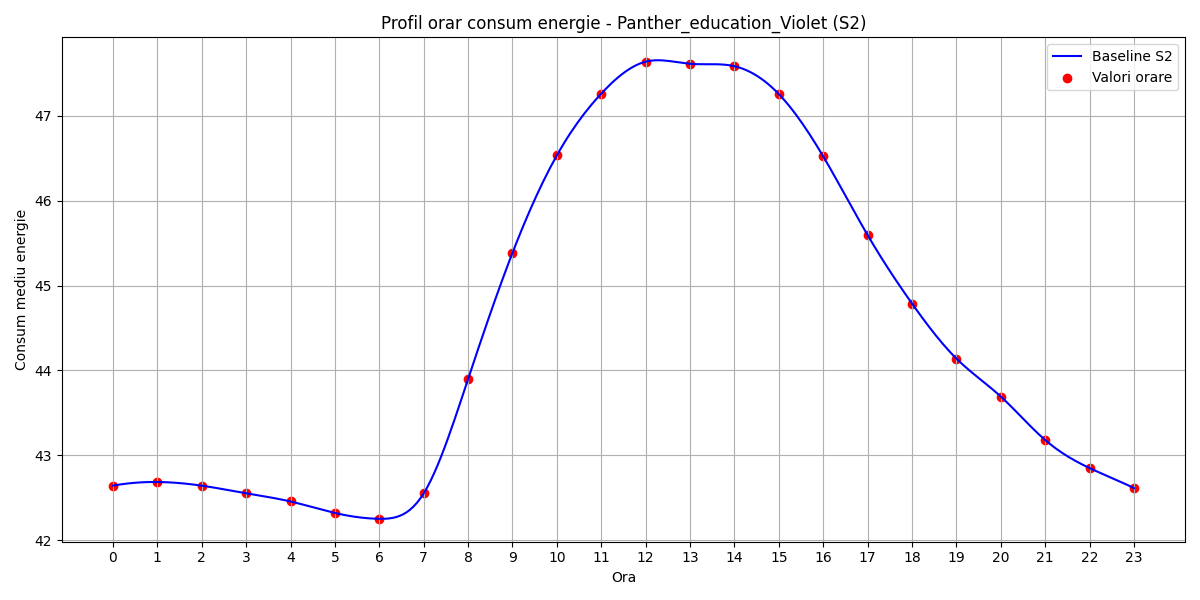 Profil orar consum energie - Panther_education_Violet (S2)
Baseline S2
Valori orare
Consum mediu energie
47
46
45
44
43
42
0 1 2 3 4 5 6 7 8 9 10 11 12 13 14 15 16 17 18 19 20 21 22 23
Ora